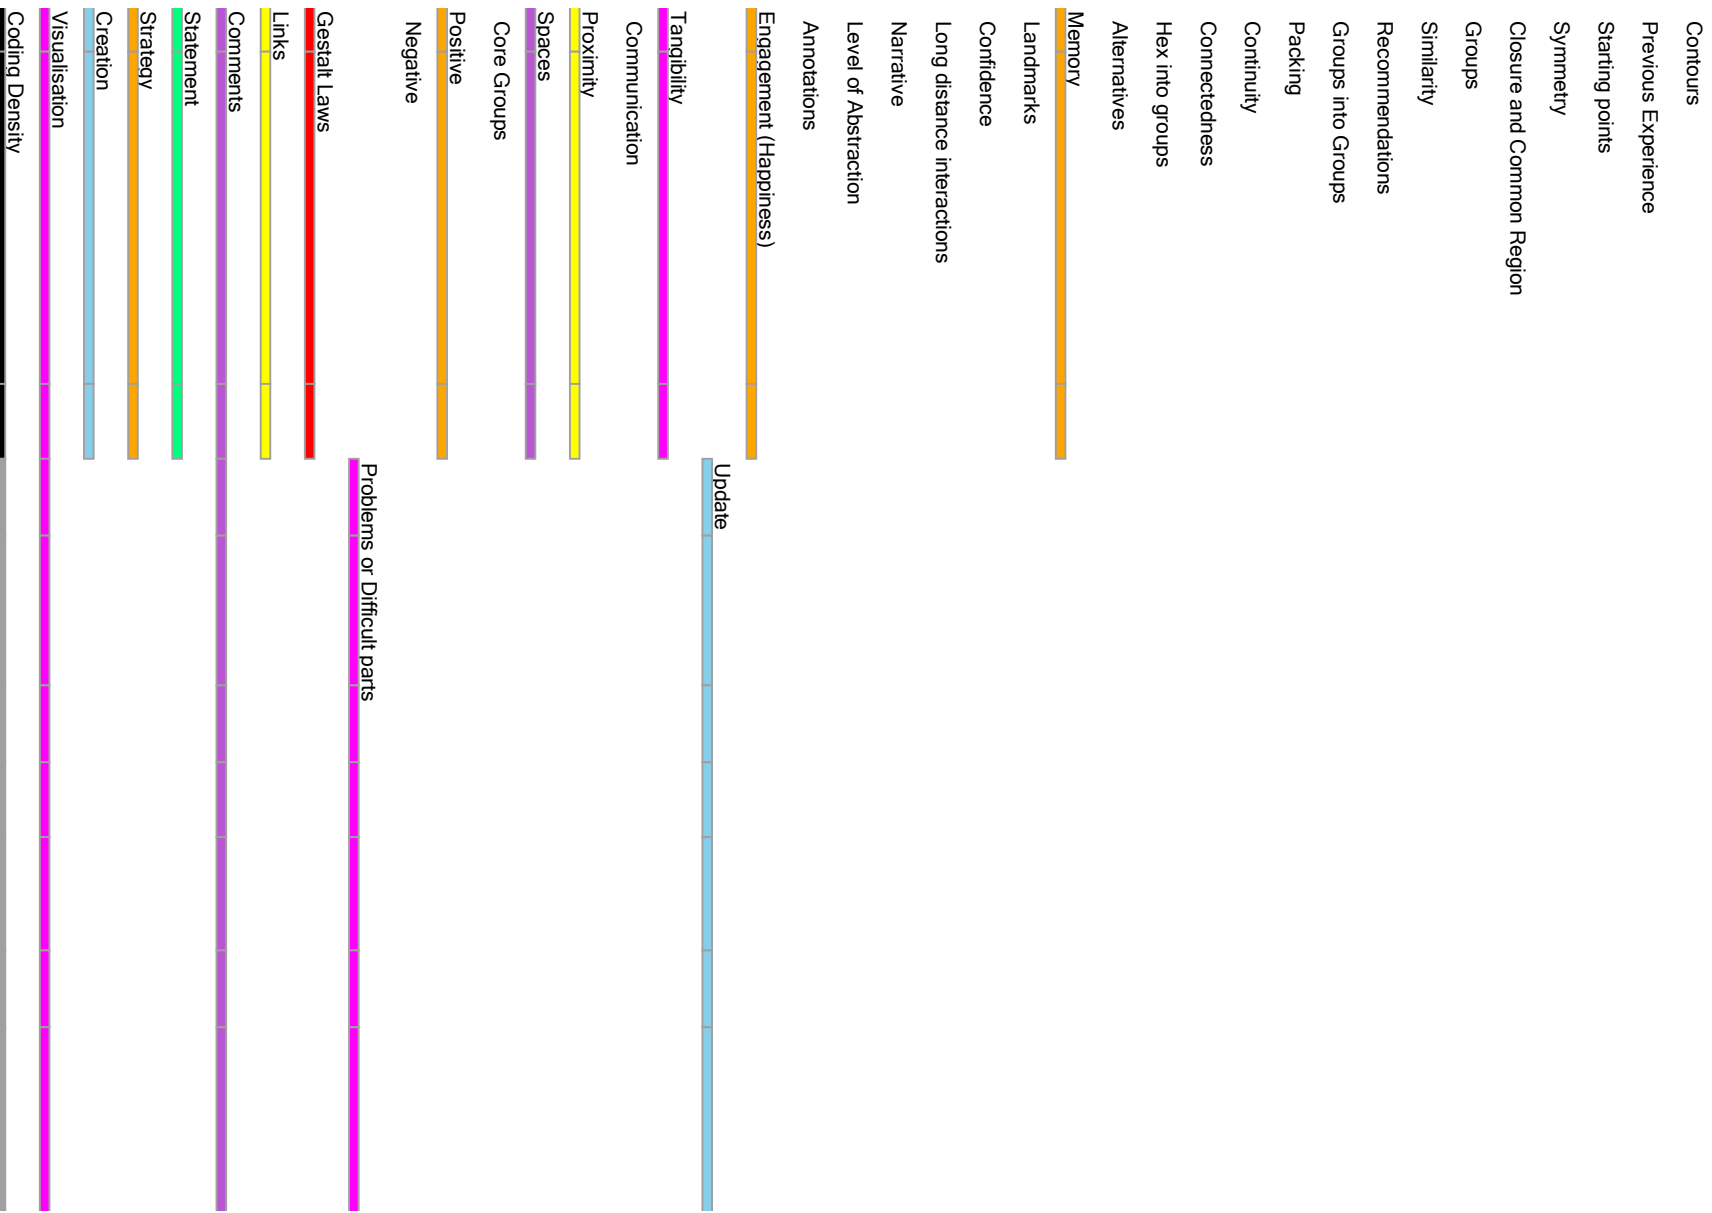 Coding Density
Visualisation
Creation
Strategy
Statement
Comments
Links
Gestalt Laws
Problems or Difficult parts
Negative
Positive
Core Groups
Spaces
Proximity
Communication
Tangibility
Update
Engagement (Happiness)
Annotations
Level of Abstraction
Narrative
Long distance interactions
Confidence
Landmarks
Memory
Alternatives
Hex into groups
Connectedness
Continuity
Packing
Groups into Groups
Recommendations
Similarity
Groups
Closure and Common Region
Symmetry
Starting points
Previous Experience
Contours